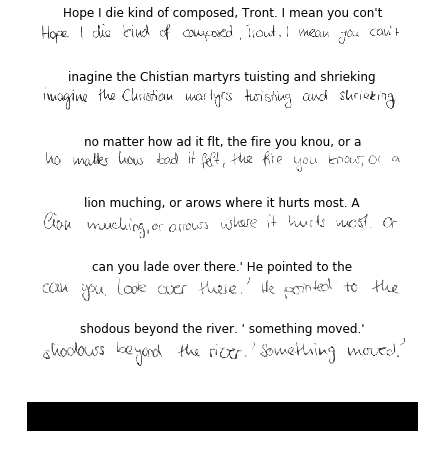 Hope I die kind of composed, Tront. I mean you con't
Hope I die kind of composed, Tront. I mean you can't
inagine the Chistian martyrs tuisting and shrieking
imagine the Christian martyrs twisting and shrieking
no matter how ad it flt, the fire you knou, or a
no matter how bad it felt, the fire you know, or a
lion muching, or arows where it hurts most. A
lion muching, or arrows where it hurts most. Or
can you lade over there.' He pointed to the
can you look over there.' He pointed to the
shodous beyond the river. ' something moved.'
shadows beyond the river. 'Something moved.'